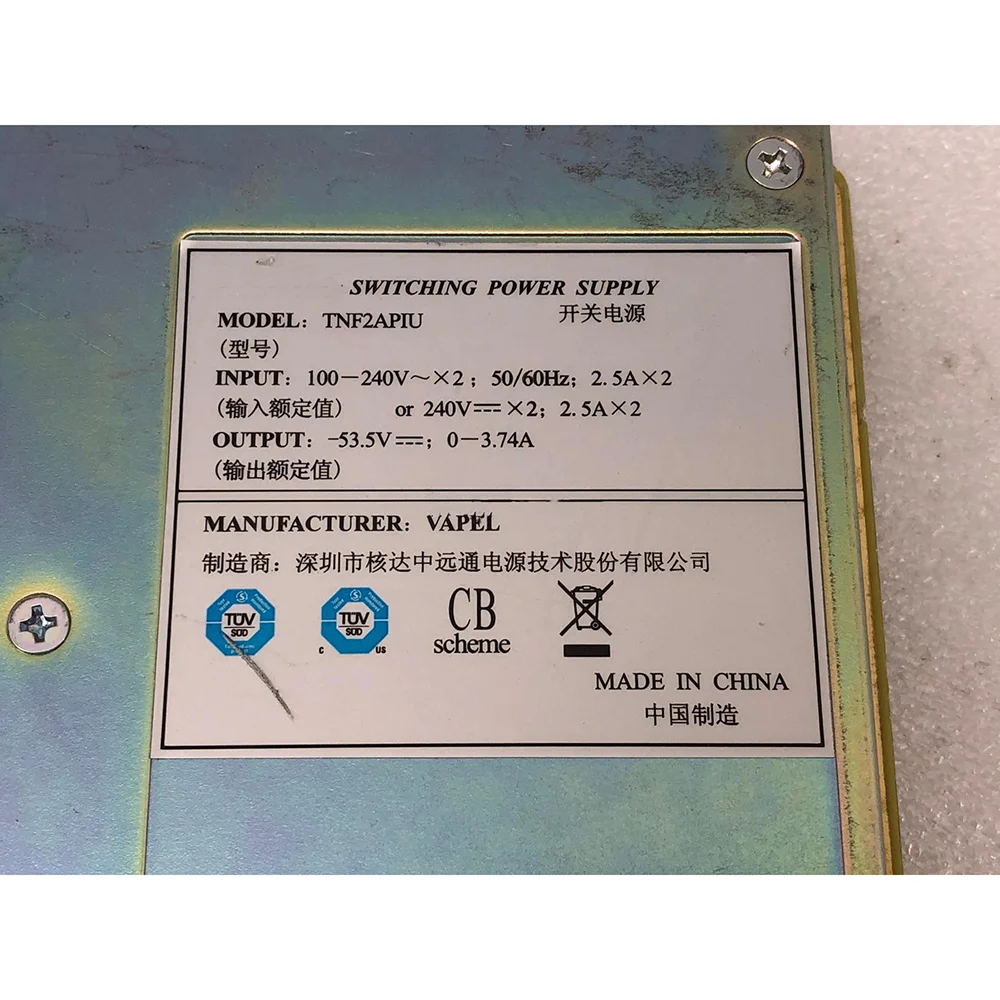 SWITCHING POWER SUPPLY
开关电源
MODEL: TNF2APIU
(型号)
INPUT: 100-240V～×2; 50/60Hz; 2.5A×2
(输入额定值) or 240V⎓×2; 2.5A×2
OUTPUT: -53.5V⎓; 0-3.74A
(输出额定值)
MANUFACTURER: VAPEL
制造商: 深圳市核达中远通电源技术股份有限公司
TÜV TÜV CB
SÜD SÜD scheme
C US
MADE IN CHINA
中国制造